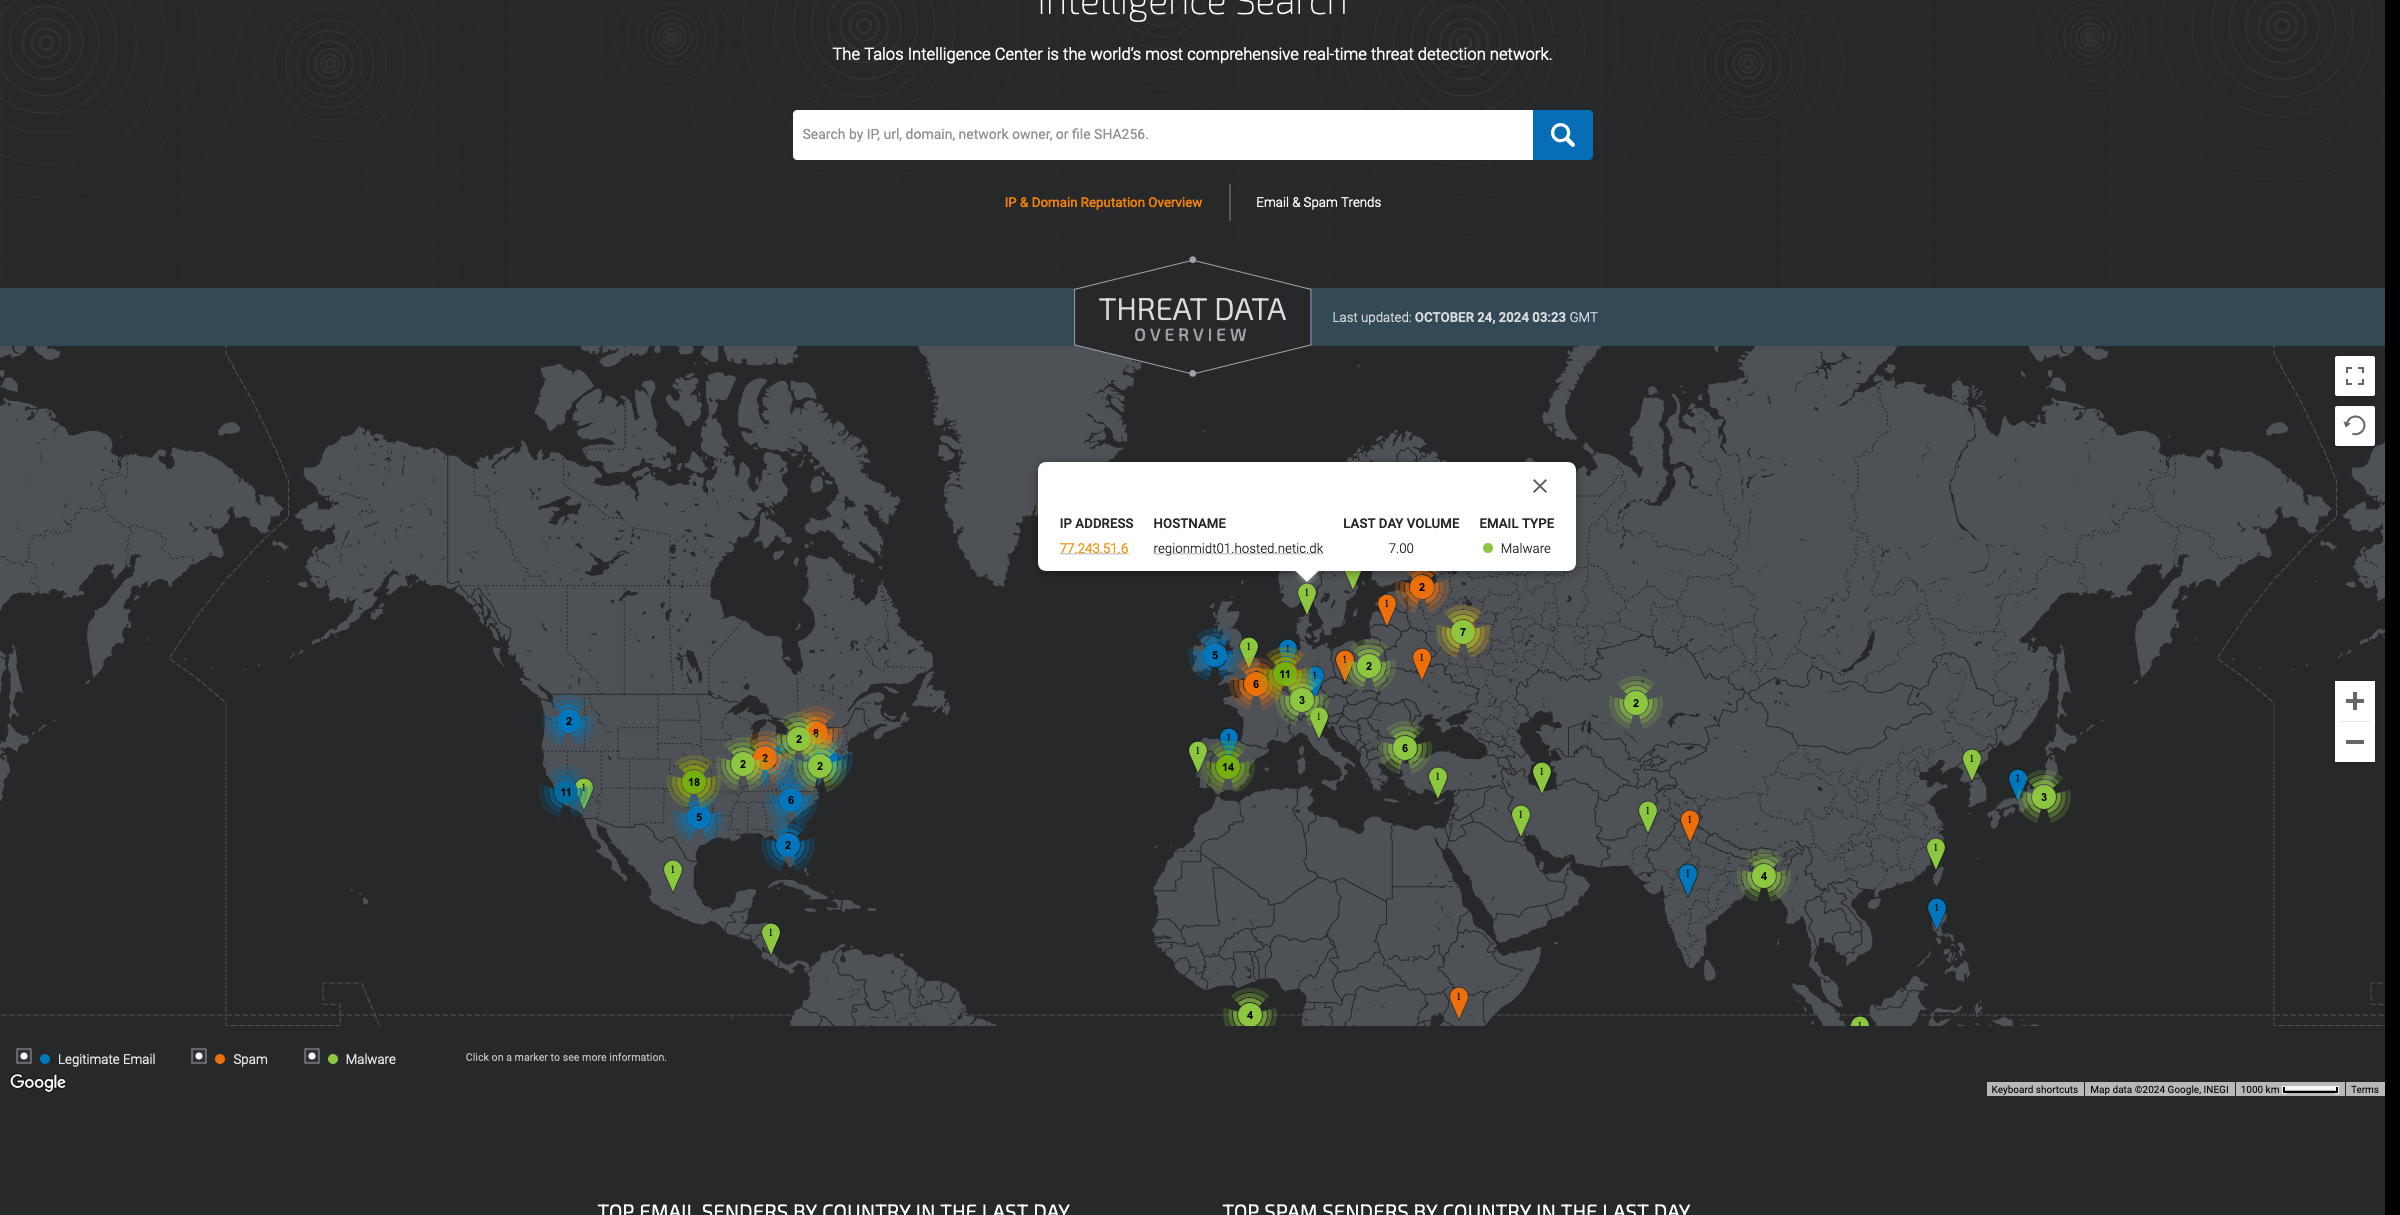 Intelligence Search
The Talos Intelligence Center is the world's most comprehensive real-time threat detection network.
Search by IP, url, domain, network owner, or file SHA256.
IP & Domain Reputation Overview
Email & Spam Trends
THREAT DATA
OVERVIEW
Last updated: OCTOBER 24, 2024 03:23 GMT
IP ADDRESS HOSTNAME LAST DAY VOLUME EMAIL TYPE
77.243.51.6 regionmidt01.hosted.netic.dk 7.00 Malware
1
2
1
7
5
1
1
11
6
1
3
1
1
2
1
2
2
2
8
2
2
2
11
1
18
5
6
2
1
1
1
1
14
6
1
1
1
1
1
1
4
1
1
3
1
1
4
1
1
Legitimate Email
Spam
Malware
Click on a marker to see more information.
Google
Keyboard shortcuts
Map data ©2024 Google, INEGI
1000 km
Terms
TOP EMAIL SENDERS BY COUNTRY IN THE LAST DAY
TOP SPAM SENDERS BY COUNTRY IN THE LAST DAY